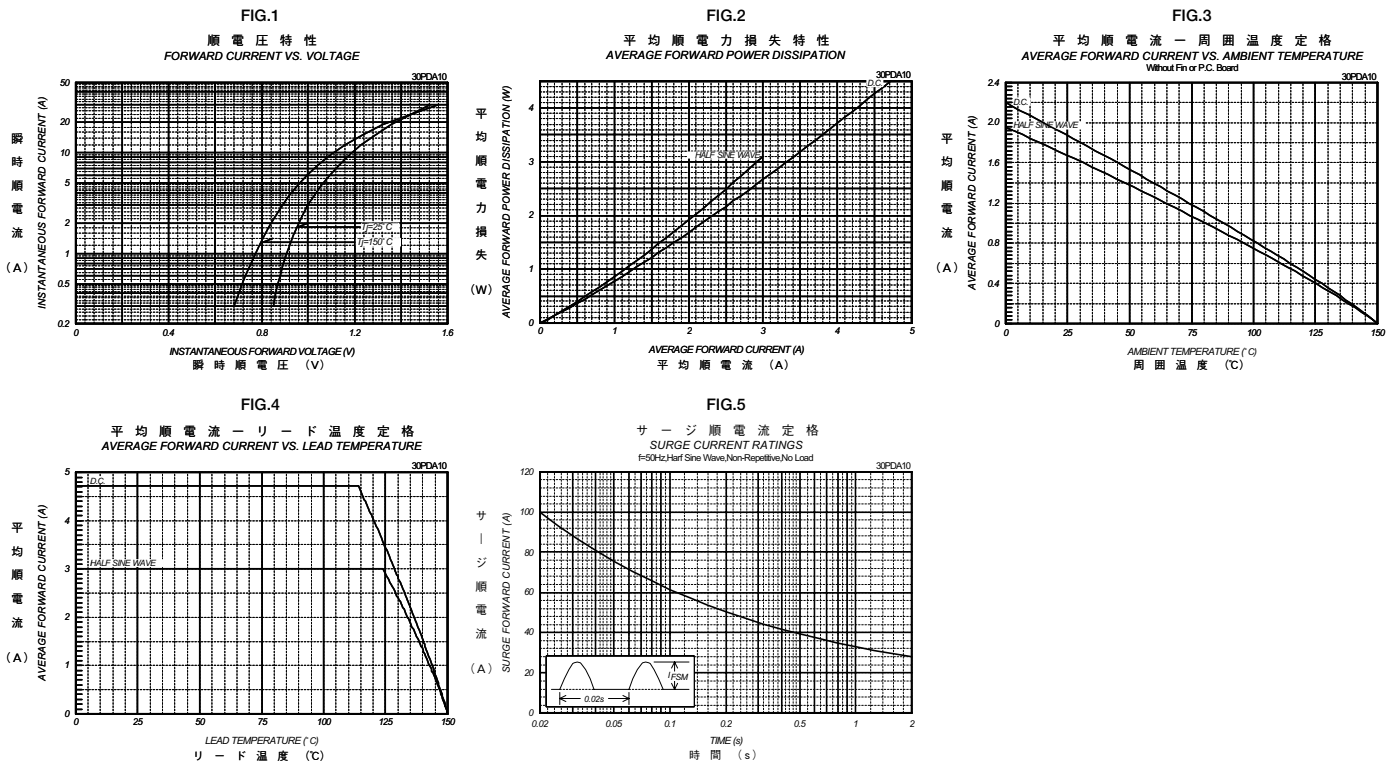 FIG.1
順電圧特性
FORWARD CURRENT VS. VOLTAGE
30PDA10
瞬時順電流 (A)
INSTANTANEOUS FORWARD CURRENT (A)
50
20
10
5
2
1
0.5
0.2
Tj=25°C
Tj=150°C
0 0.4 0.8 1.2 1.6
INSTANTANEOUS FORWARD VOLTAGE (V)
瞬時順電圧 (V)
FIG.2
平均順電力損失特性
AVERAGE FORWARD POWER DISSIPATION
30PDA10
平均順電力損失 (W)
AVERAGE FORWARD POWER DISSIPATION (W)
D.C.
HALF SINE WAVE
4
3
2
1
0
0 1 2 3 4 5
AVERAGE FORWARD CURRENT (A)
平均順電流 (A)
FIG.3
平均順電流ー周囲温度定格
AVERAGE FORWARD CURRENT VS. AMBIENT TEMPERATURE
Without Fin or P.C. Board
30PDA10
平均順電流 (A)
AVERAGE FORWARD CURRENT (A)
2.4
2.0
1.6
1.2
0.8
0.4
0
D.C.
HALF SINE WAVE
0 25 50 75 100 125 150
AMBIENT TEMPERATURE (°C)
周囲温度 (℃)
FIG.4
平均順電流ーリード温度定格
AVERAGE FORWARD CURRENT VS. LEAD TEMPERATURE
30PDA10
平均順電流 (A)
AVERAGE FORWARD CURRENT (A)
5
4
3
2
1
0
D.C.
HALF SINE WAVE
0 25 50 75 100 125 150
LEAD TEMPERATURE (°C)
リード温度 (℃)
FIG.5
サージ順電流定格
SURGE CURRENT RATINGS
f=50Hz,Harf Sine Wave,Non-Repetitive,No Load
30PDA10
サージ順電流 (A)
SURGE FORWARD CURRENT (A)
120
100
80
60
40
20
0
IFSM
0.02s
0.02 0.05 0.1 0.2 0.5 1 2
TIME (s)
時間 (s)